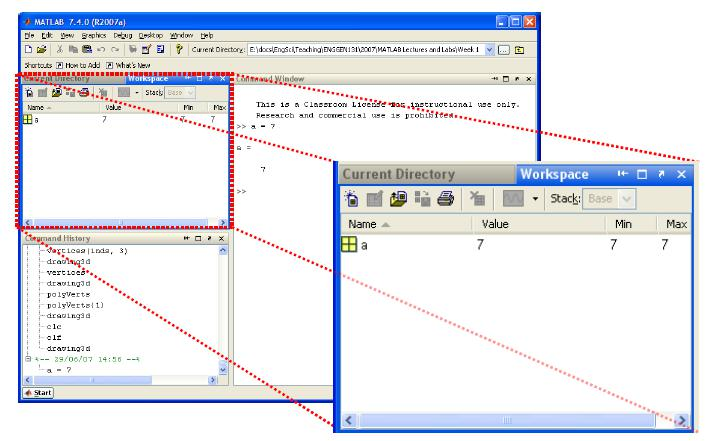 MATLAB 7.4.0 (R2007a)
File Edit View Graphics Debug Desktop Window Help
Current Directory: E:\docs\EngSci\Teaching\ENGGEN131\2007\MATLAB Lectures and Labs\Week 1
Shortcuts How to Add What's New
Current Directory Workspace
Stack: Base
Name Value Min Max
a 7 7 7
Command Window
This is a Classroom License for instructional use only.
Research and commercial use is prohibited.
>> a = 7
a =
7
>>
Command History
vertices(inds, 3)
drawing3d
vertices
drawing3d
polyVerts
polyVerts(1)
drawing3d
clc
clf
drawing3d
%-- 29/06/07 14:56 --%
a = 7
Start
Current Directory Workspace
Stack: Base
Name Value Min Max
a 7 7 7